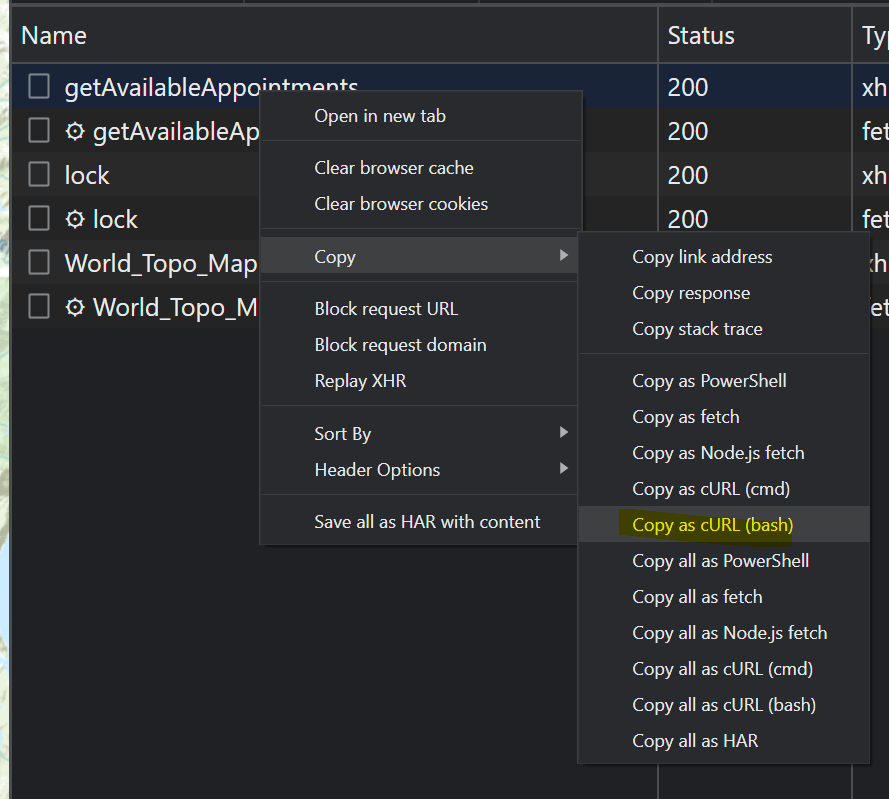 Name Status Typ
getAvailableAppointments 200 xh
getAvailableAp 200 fet
lock 200 xh
lock 200 fet
World_Topo_Map xh
World_Topo_M fet
Open in new tab
Clear browser cache
Clear browser cookies
Copy
Block request URL
Block request domain
Replay XHR
Sort By
Header Options
Save all as HAR with content
Copy link address
Copy response
Copy stack trace
Copy as PowerShell
Copy as fetch
Copy as Node.js fetch
Copy as cURL (cmd)
Copy as cURL (bash)
Copy all as PowerShell
Copy all as fetch
Copy all as Node.js fetch
Copy all as cURL (cmd)
Copy all as cURL (bash)
Copy all as HAR